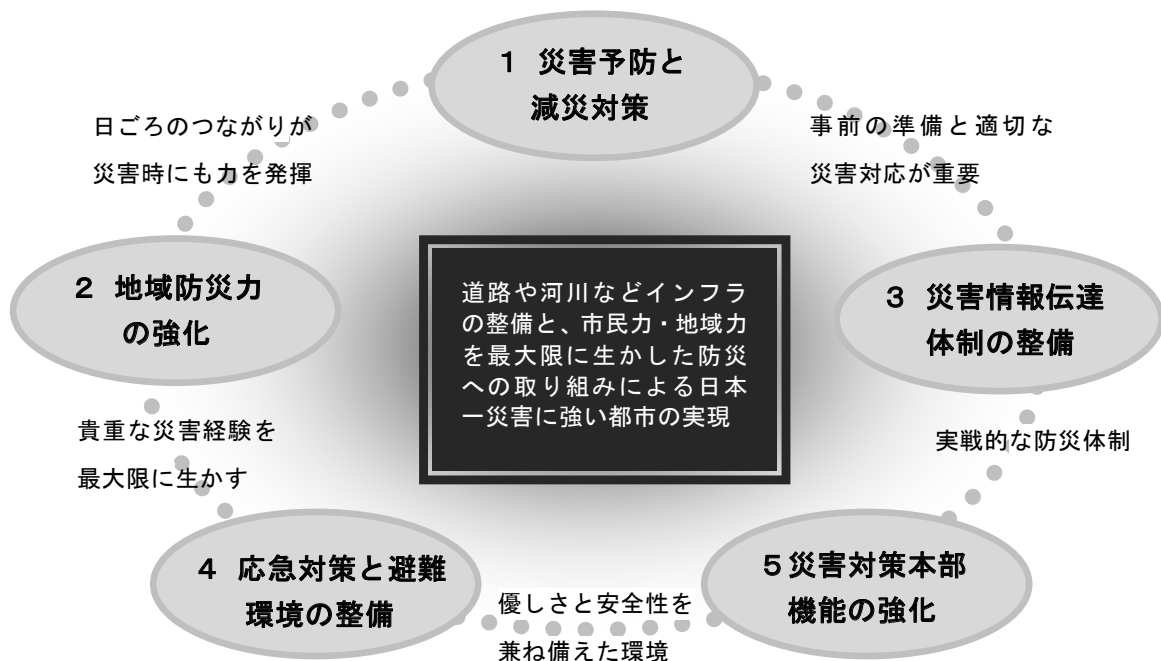 1 災害予防と
減災対策
日ごろのつながりが
災害時にも力を発揮
事前の準備と適切な
災害対応が重要
2 地域防災力
の強化
道路や河川などインフラ
の整備と、市民力・地域力
を最大限に生かした防災
への取り組みによる日本
一災害に強い都市の実現
3 災害情報伝達
体制の整備
貴重な災害経験を
最大限に生かす
実戦的な防災体制
4 応急対策と避難
環境の整備
優しさと安全性を
兼ね備えた環境
5災害対策本部
機能の強化